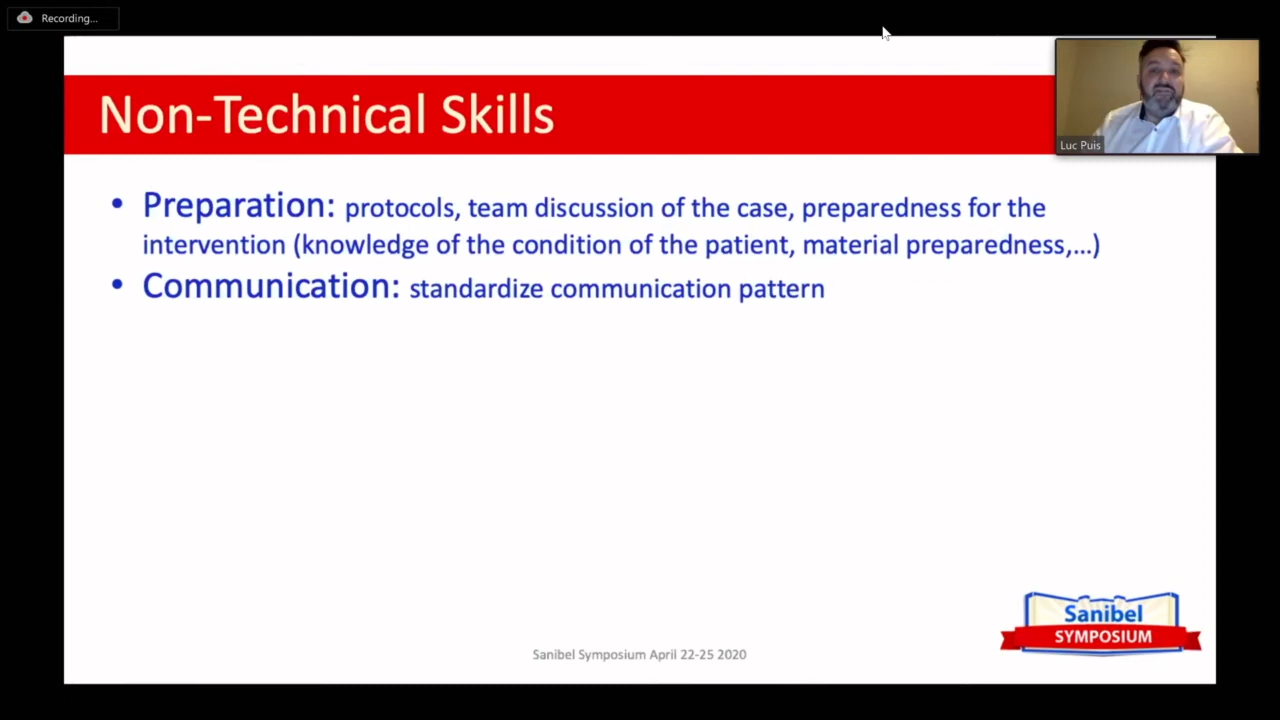 Recording...
Non-Technical Skills
Luc Puis
• Preparation: protocols, team discussion of the case, preparedness for the
intervention (knowledge of the condition of the patient, material preparedness,...)
• Communication: standardize communication pattern
Sanibel
SYMPOSIUM
Sanibel Symposium April 22-25 2020